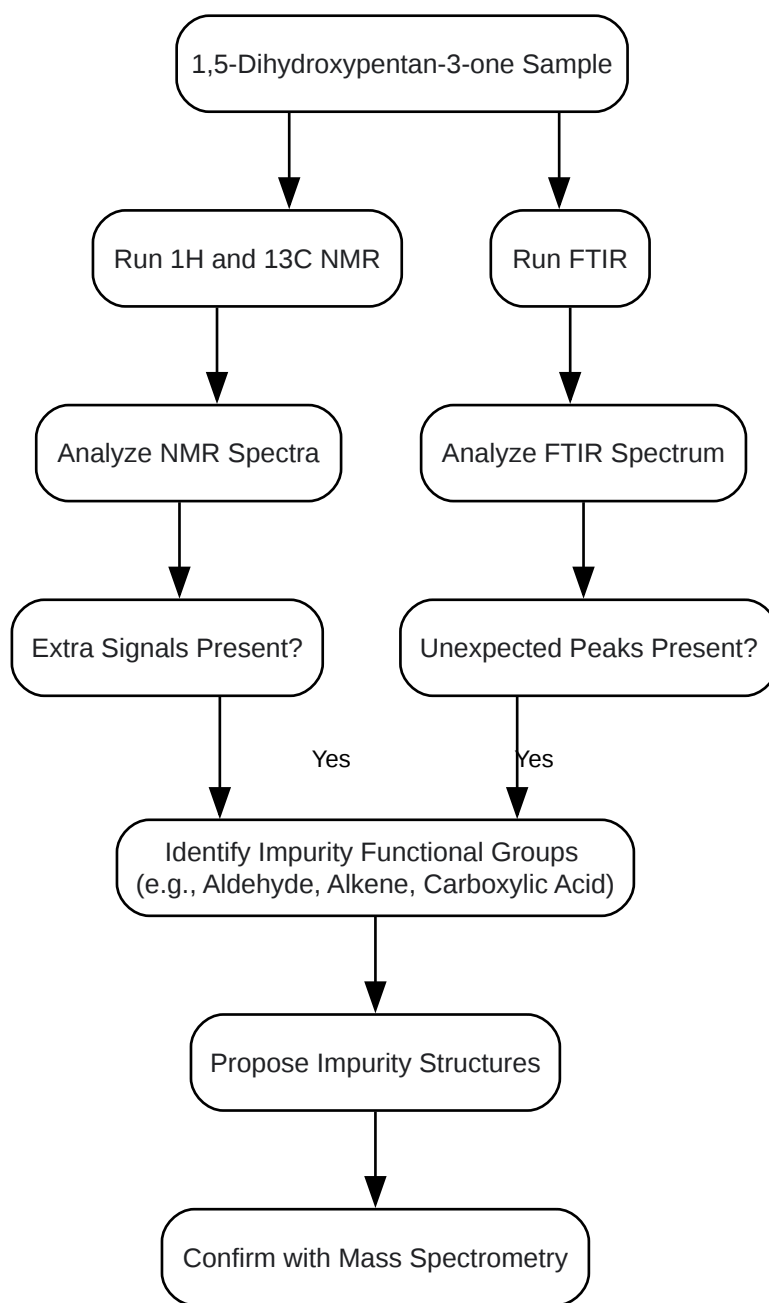 1,5-Dihydroxypentan-3-one Sample
Run 1H and 13C NMR
Run FTIR
Analyze NMR Spectra
Analyze FTIR Spectrum
Extra Signals Present?
Unexpected Peaks Present?
Yes
Yes
Identify Impurity Functional Groups
(e.g., Aldehyde, Alkene, Carboxylic Acid)
Propose Impurity Structures
Confirm with Mass Spectrometry